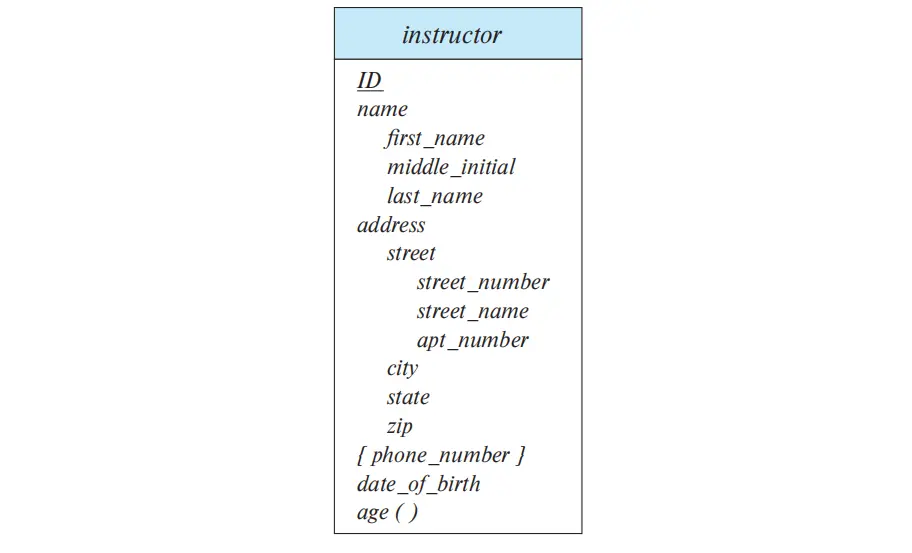 instructor
ID
name
first_name
middle_initial
last_name
address
street
street_number
street_name
apt_number
city
state
zip
{ phone_number }
date_of_birth
age ( )